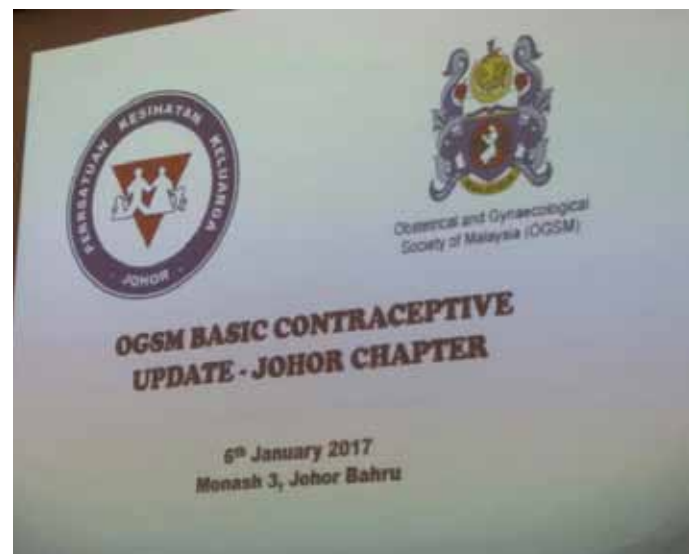 PERSATUAN KESIHATAN KELUARGA
- JOHOR -
Obstetrical and Gynaecological
Society of Malaysia (OGSM)
OGSM BASIC CONTRACEPTIVE
UPDATE - JOHOR CHAPTER
6th January 2017
Monash 3, Johor Bahru